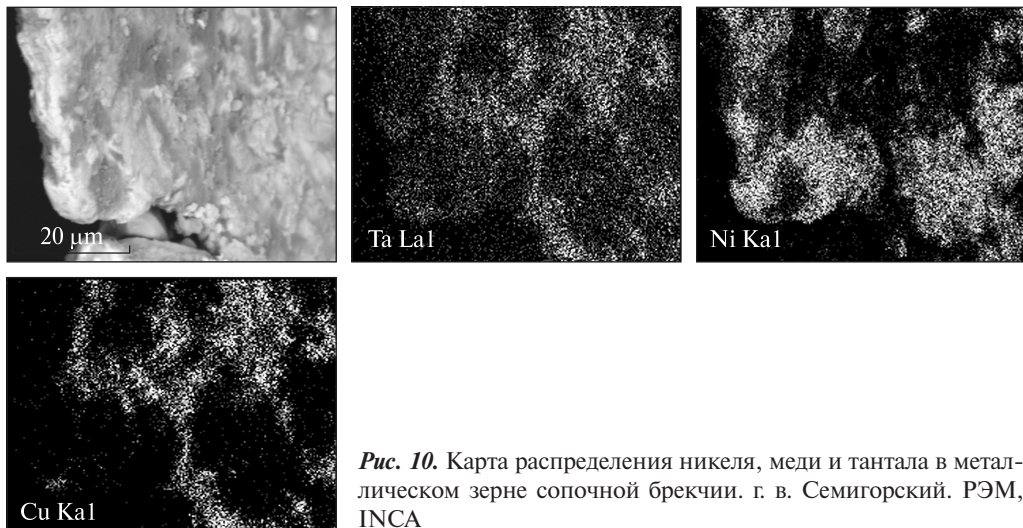 20 μm
Ta La1
Ni Ka1
Cu Ka1
Рис. 10. Карта распределения никеля, меди и тантала в метал-
лическом зерне сопочной брекчии. г. в. Семигорский. РЭМ,
INCA